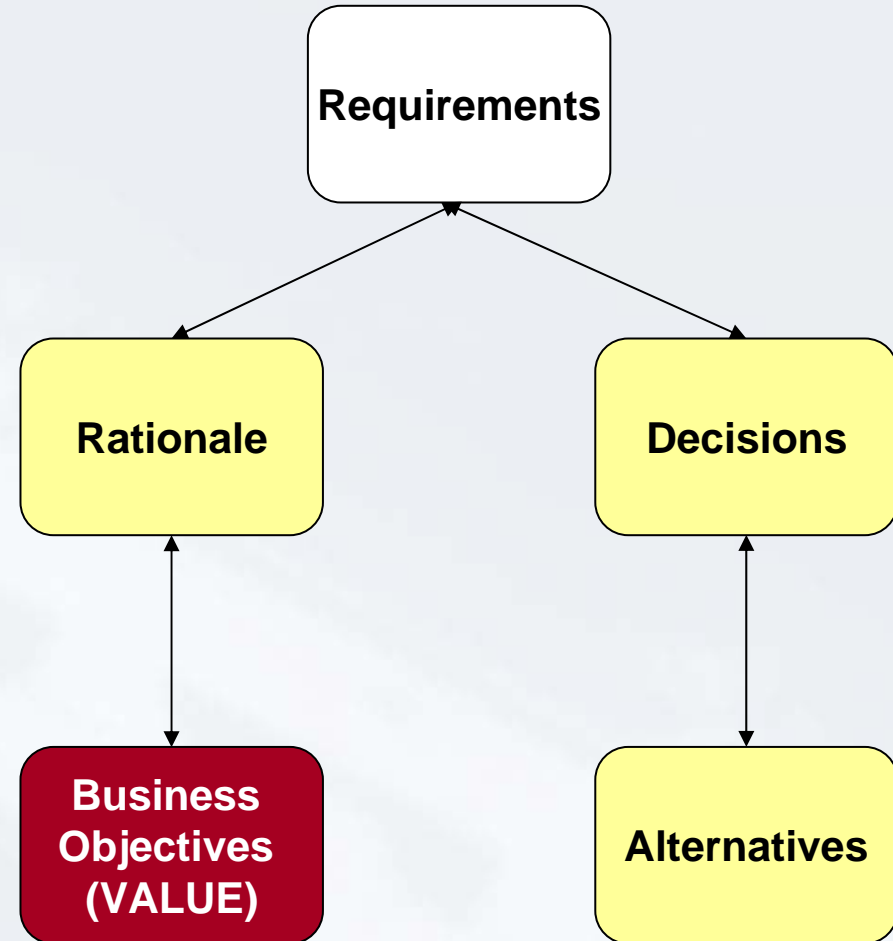 Requirements
Rationale
Decisions
Business
Objectives
(VALUE)
Alternatives